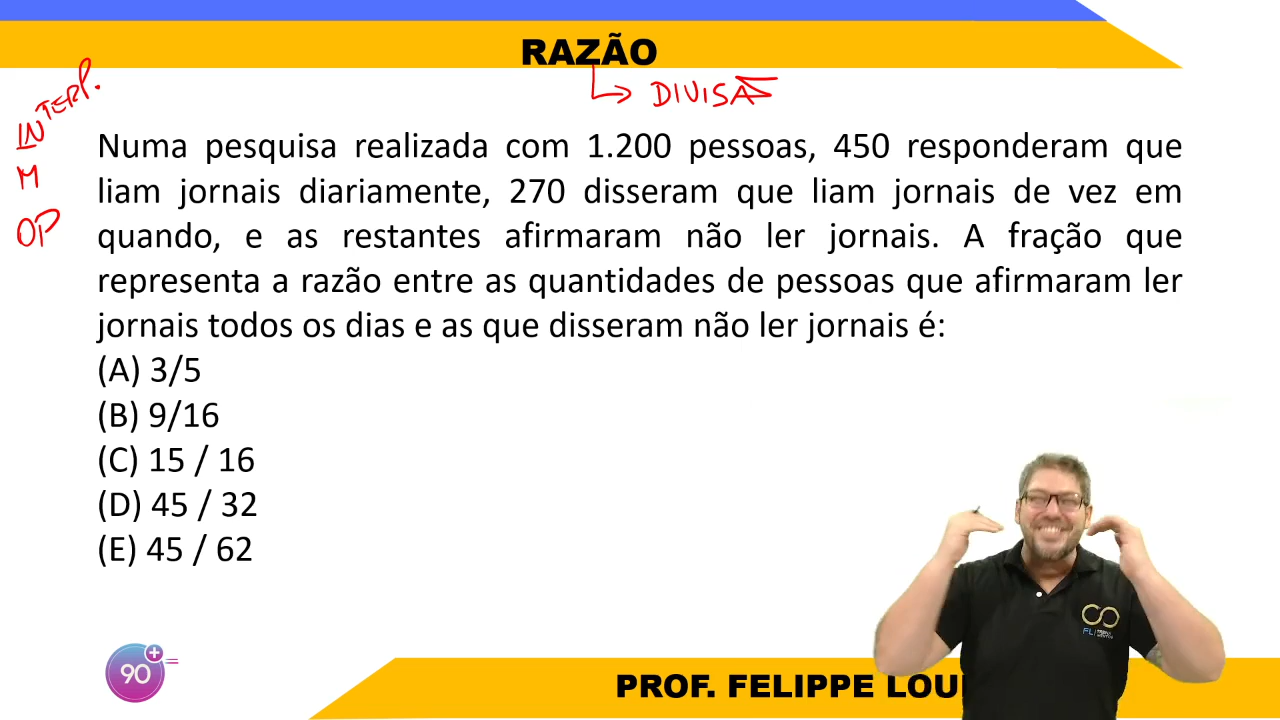 RAZÃO
DIVISÃO
INTERP.
M
OP
Numa pesquisa realizada com 1.200 pessoas, 450 responderam que
liam jornais diariamente, 270 disseram que liam jornais de vez em
quando, e as restantes afirmaram não ler jornais. A fração que
representa a razão entre as quantidades de pessoas que afirmaram ler
jornais todos os dias e as que disseram não ler jornais é:
(A) 3/5
(B) 9/16
(C) 15 / 16
(D) 45 / 32
(E) 45 / 62
90+
PROF. FELIPPE LOU